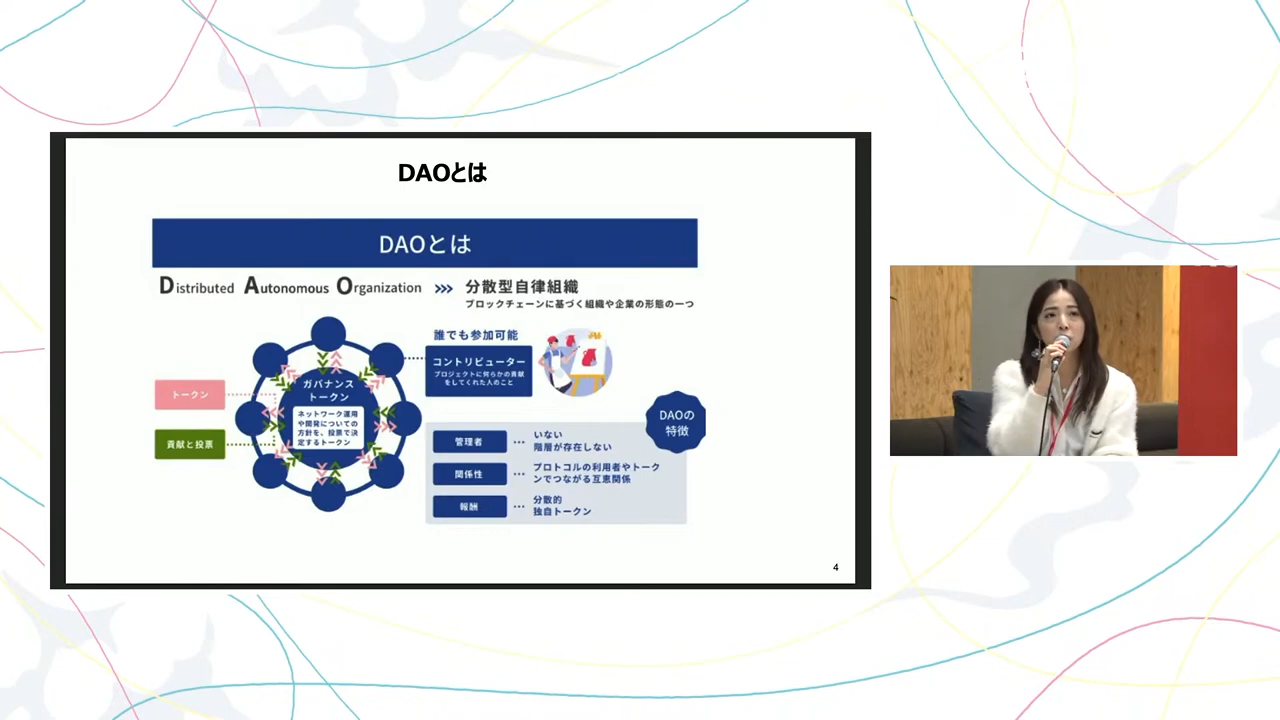 DAOとは
DAOとは
Distributed Autonomous Organization >>> 分散型自律組織
ブロックチェーンに基づく組織や企業の形態の一つ
誰でも参加可能
コントリビューター
プロジェクトに何らかの貢献
をしてくれた人のこと
ガバナンス
トークン
ネットワーク運用
や開発についての
方針を、投票で決
定するトークン
トークン
貢献と投票
DAOの
特徴
管理者 … いない
階層が存在しない
関係性 … プロトコルの利用者やトーク
ンでつながる互恵関係
報酬 … 分散的
独自トークン
4